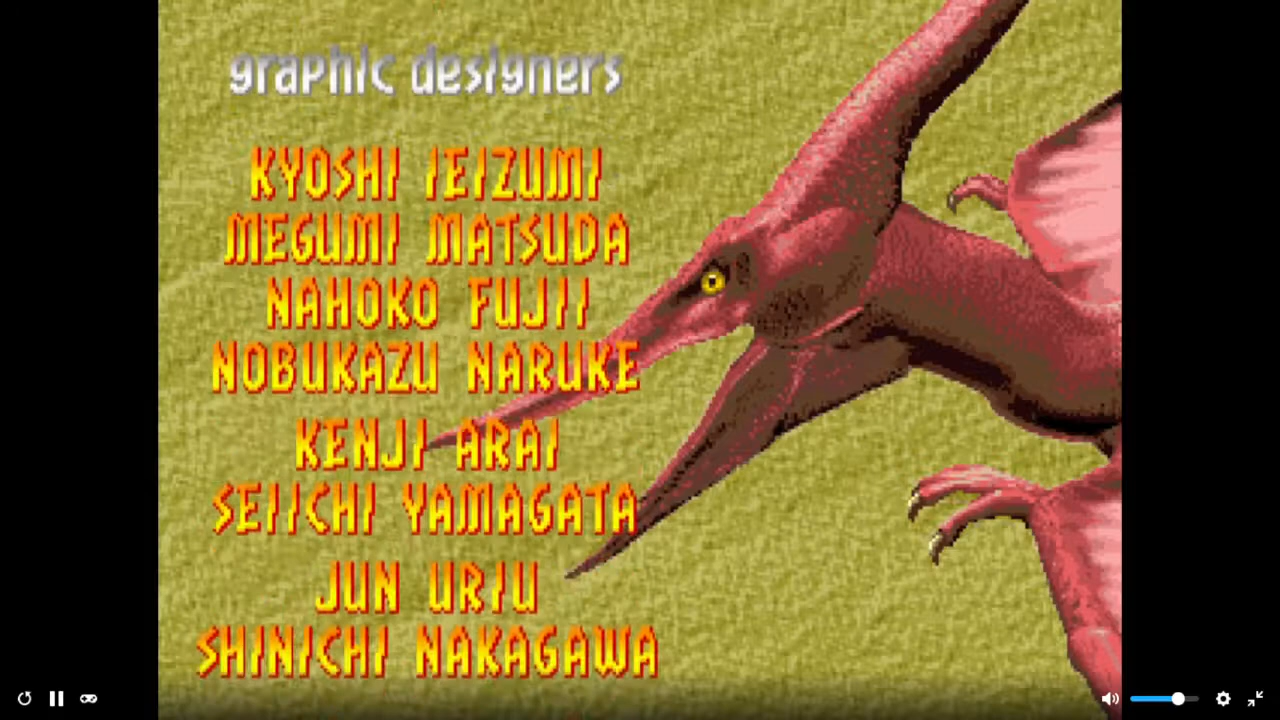 graphic designers
KYOSHI IEIZUMI
MEGUMI MATSUDA
NAHOKO FUJII
NOBUKAZU NARUKE
KENJI ARAI
SEIICHI YAMAGATA
JUN URIU
SHINICHI NAKAGAWA